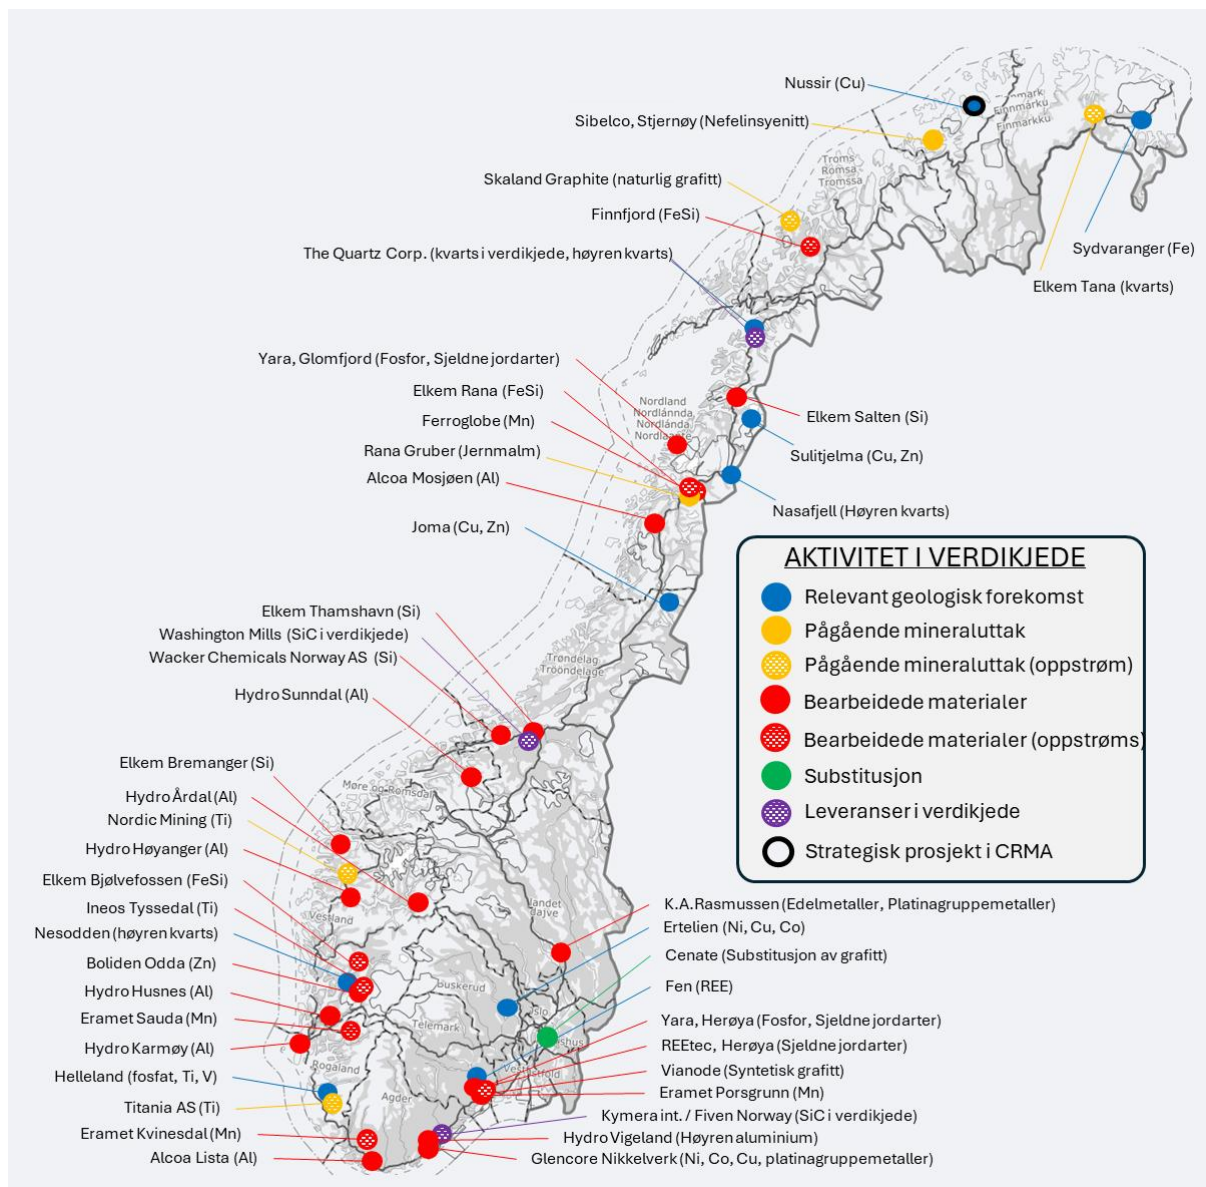 Nussir (Cu)
Sibelco, Stjernøy (Nefelinsyenitt)
Skaland Graphite (naturlig grafitt)
Finnfjord (FeSi)
The Quartz Corp. (kvarts i verdikjede, høyren kvarts)
Finnmárku
Finmarkku
Troms
Romsa
Tromssa
Sydvaranger (Fe)
Elkem Tana (kvarts)
Yara, Glomfjord (Fosfor, Sjeldne jordarter)
Elkem Rana (FeSi)
Ferroglobe (Mn)
Rana Gruber (Jernmalm)
Alcoa Mosjøen (Al)
Joma (Cu, Zn)
Nordland
Nordlánnda
Nordlánda
Elkem Salten (Si)
Sulitjelma (Cu, Zn)
Nasafjell (Høyren kvarts)
AKTIVITET I VERDIKJEDE
Relevant geologisk forekomst
Pågående mineraluttak
Pågående mineraluttak (oppstrøm)
Bearbeidede materialer
Bearbeidede materialer (oppstrøms)
Substitusjon
Leveranser i verdikjede
Strategisk prosjekt i CRMA
Elkem Thamshavn (Si)
Washington Mills (SiC i verdikjede)
Wacker Chemicals Norway AS (Si)
Hydro Sunndal (Al)
Trøndelag
Trööndelage
Elkem Bremanger (Si)
Hydro Årdal (Al)
Nordic Mining (Ti)
Hydro Høyanger (Al)
Elkem Bjølvefossen (FeSi)
Ineos Tyssedal (Ti)
Nesodden (høyren kvarts)
Boliden Odda (Zn)
Hydro Husnes (Al)
Eramet Sauda (Mn)
Hydro Karmøy (Al)
Helleland (fosfat, Ti, V)
Titania AS (Ti)
Eramet Kvinesdal (Mn)
Alcoa Lista (Al)
Møre og Romsdal
Vestland
Buskerud
Telemark
Rogaland
Agder
K.A.Rasmussen (Edelmetaller, Platinagruppemetaller)
Ertelien (Ni, Cu, Co)
Cenate (Substitusjon av grafitt)
Fen (REE)
Yara, Herøya (Fosfor, Sjeldne jordarter)
REEtec, Herøya (Sjeldne jordarter)
Vianode (Syntetisk grafitt)
Eramet Porsgrunn (Mn)
Kymera int. / Fiven Norway (SiC i verdikjede)
Hydro Vigeland (Høyren aluminium)
Glencore Nikkelverk (Ni, Co, Cu, platinagruppemetaller)